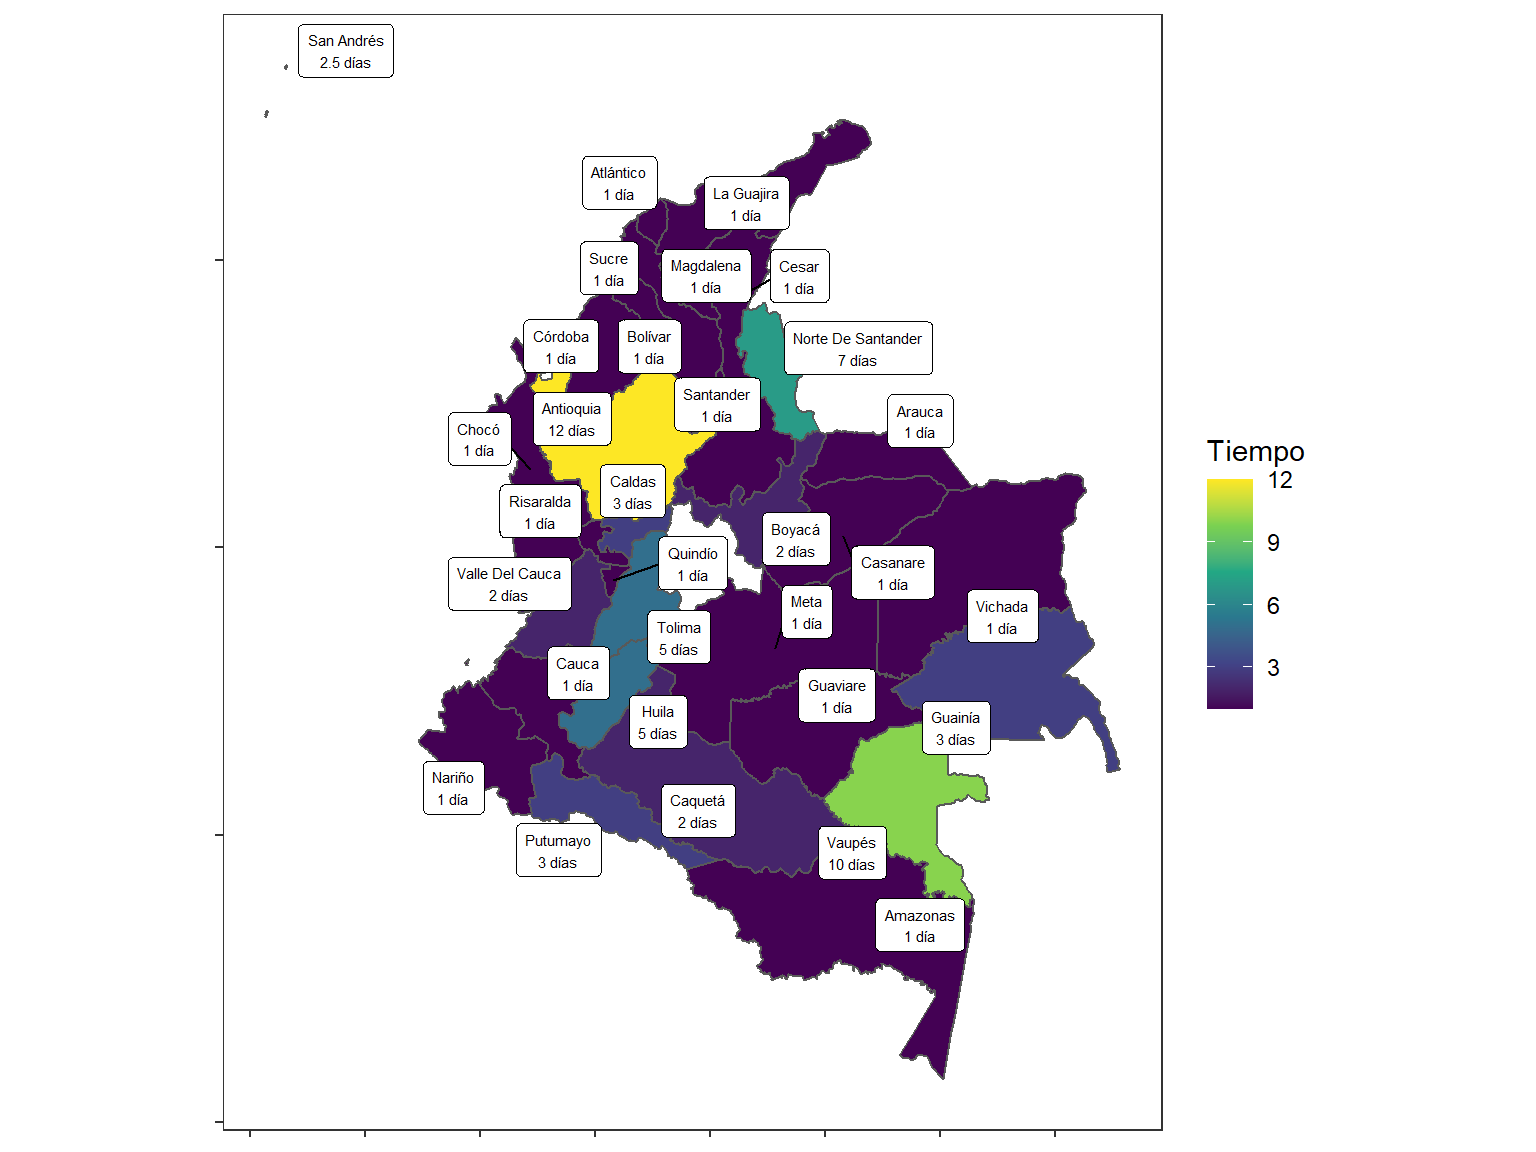 San Andrés
2.5 días
Atlántico
1 día
La Guajira
1 día
Sucre
1 día
Magdalena
1 día
Cesar
1 día
Córdoba
1 día
Bolívar
1 día
Norte De Santander
7 días
Santander
1 día
Antioquia
12 días
Arauca
1 día
Chocó
1 día
Caldas
3 días
Risaralda
1 día
Boyacá
2 días
Quindío
1 día
Casanare
1 día
Valle Del Cauca
2 días
Meta
1 día
Vichada
1 día
Tolima
5 días
Cauca
1 día
Guaviare
1 día
Huila
5 días
Guainía
3 días
Nariño
1 día
Caquetá
2 días
Putumayo
3 días
Vaupés
10 días
Amazonas
1 día
Tiempo
12
9
6
3